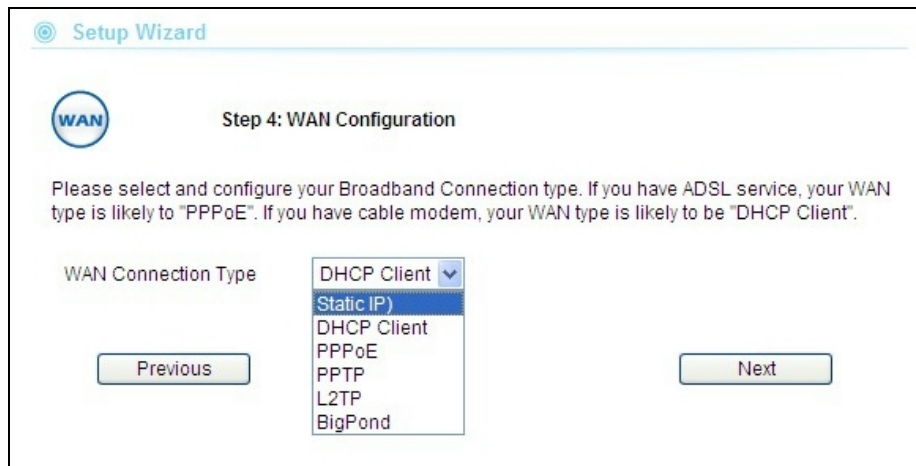 Setup Wizard
WAN
Step 4: WAN Configuration
Please select and configure your Broadband Connection type. If you have ADSL service, your WAN
type is likely to "PPPoE". If you have cable modem, your WAN type is likely to be "DHCP Client".
WAN Connection Type
DHCP Client
Static IP)
DHCP Client
PPPoE
PPTP
L2TP
BigPond
Previous
Next